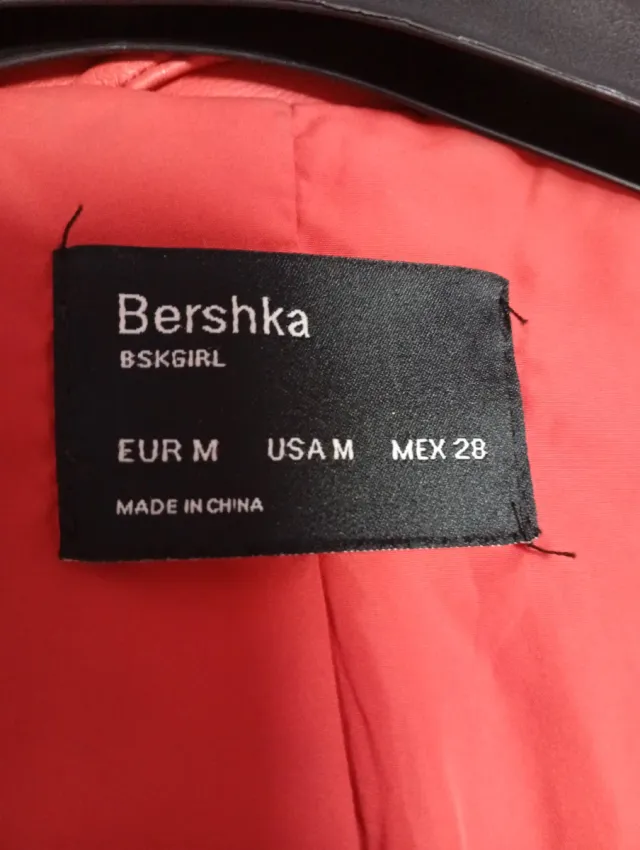 Bershka
BSKGIRL
EUR M USA M MEX 28
MADE IN CHINA